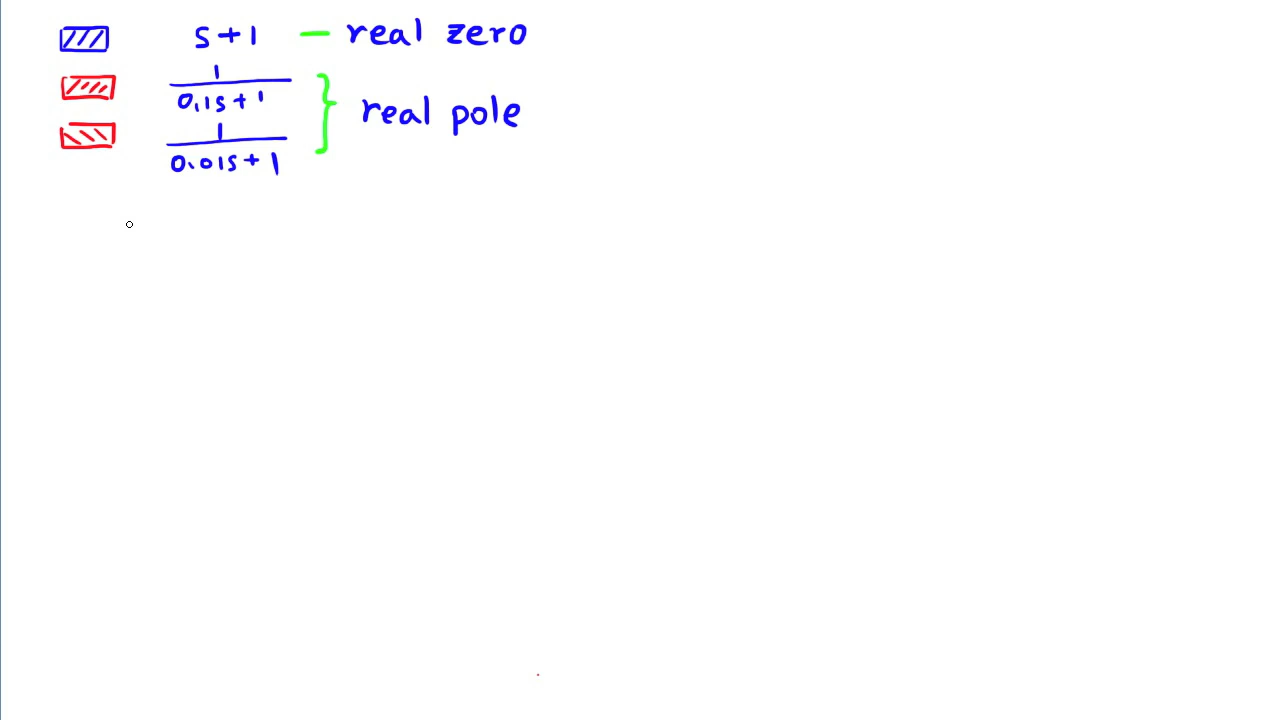 s+1 — real zero
1
0.1s+1
real pole
1
0.01s+1